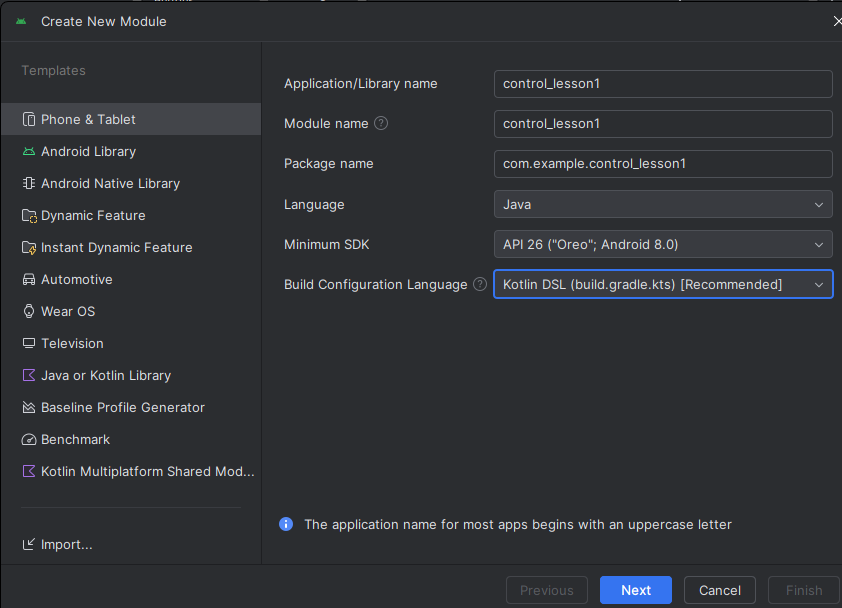 Create New Module
Templates
Phone & Tablet
Android Library
Android Native Library
Dynamic Feature
Instant Dynamic Feature
Automotive
Wear OS
Television
Java or Kotlin Library
Baseline Profile Generator
Benchmark
Kotlin Multiplatform Shared Mod...
Import...
Application/Library name
control_lesson1
Module name
control_lesson1
Package name
com.example.control_lesson1
Language
Java
Minimum SDK
API 26 ("Oreo"; Android 8.0)
Build Configuration Language
Kotlin DSL (build.gradle.kts) [Recommended]
The application name for most apps begins with an uppercase letter
Previous
Next
Cancel
Finish